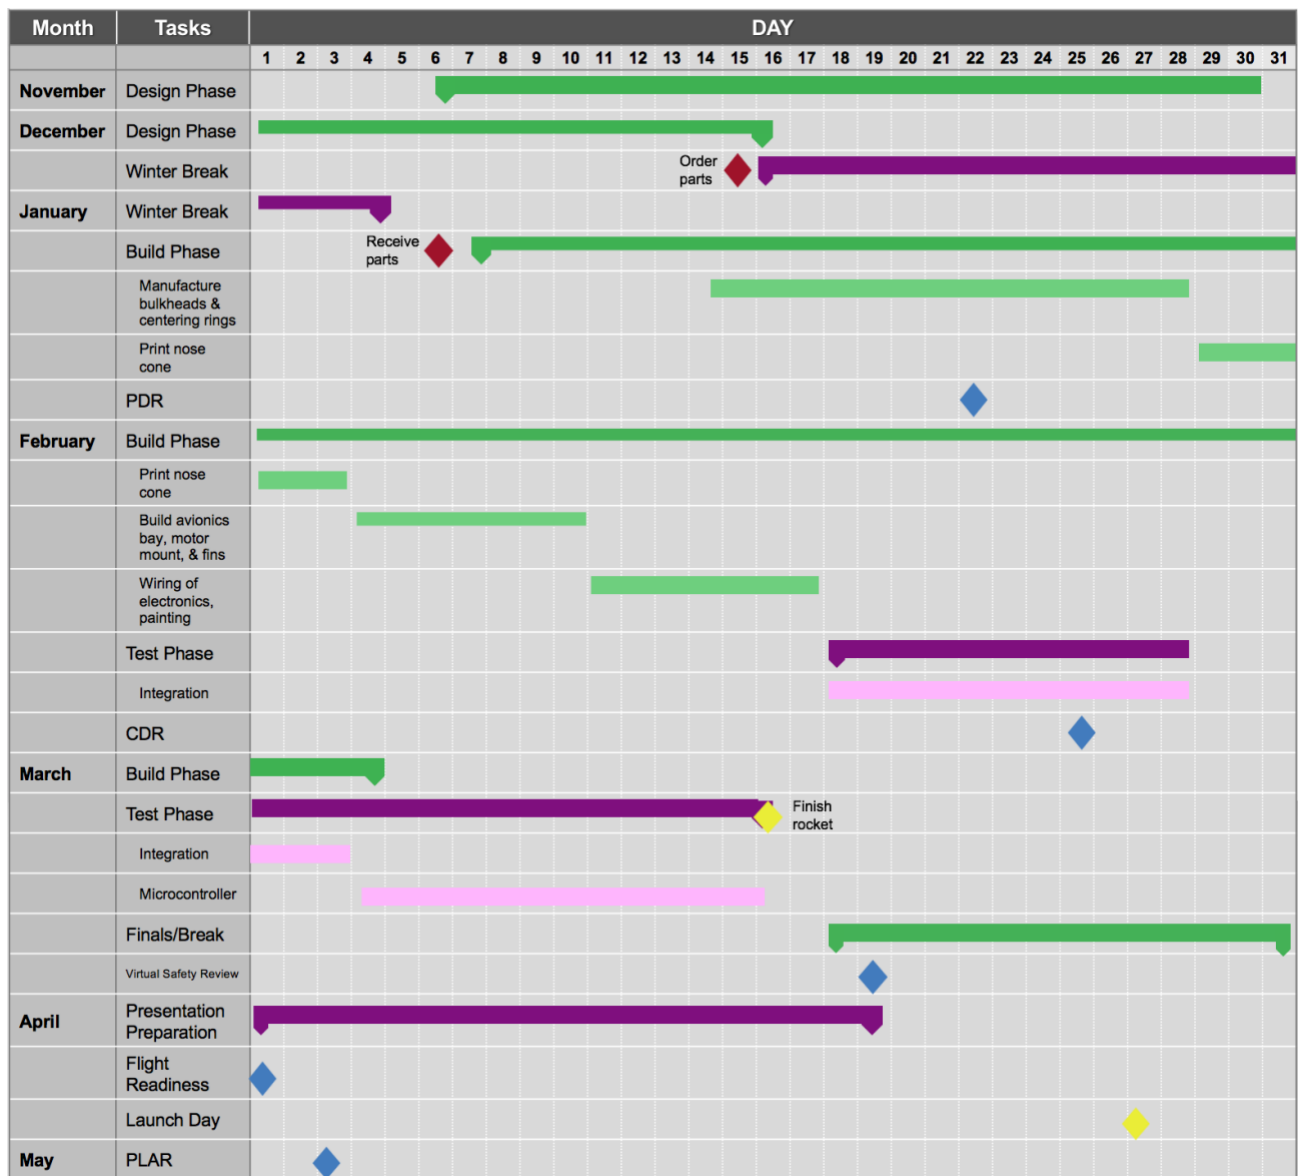 Month Tasks DAY
1 2 3 4 5 6 7 8 9 10 11 12 13 14 15 16 17 18 19 20 21 22 23 24 25 26 27 28 29 30 31
November Design Phase
December Design Phase
Winter Break
Order
parts
January Winter Break
Build Phase
Receive
parts
Manufacture
bulkheads &
centering rings
Print nose
cone
PDR
February Build Phase
Print nose
cone
Build avionics
bay, motor
mount, & fins
Wiring of
electronics,
painting
Test Phase
Integration
CDR
March Build Phase
Test Phase
Finish
rocket
Integration
Microcontroller
Finals/Break
Virtual Safety Review
April Presentation
Preparation
Flight
Readiness
Launch Day
May PLAR